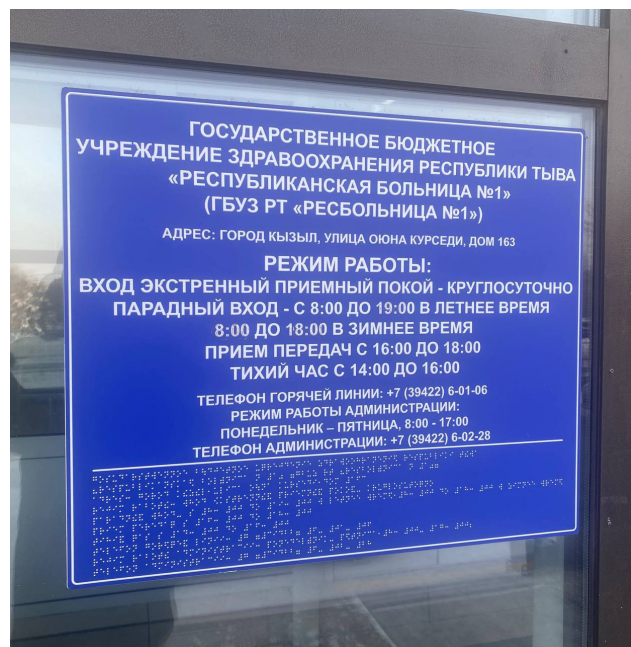 ГОСУДАРСТВЕННОЕ БЮДЖЕТНОЕ
УЧРЕЖДЕНИЕ ЗДРАВООХРАНЕНИЯ РЕСПУБЛИКИ ТЫВА
«РЕСПУБЛИКАНСКАЯ БОЛЬНИЦА №1»
(ГБУЗ РТ «РЕСБОЛЬНИЦА №1»)
АДРЕС: ГОРОД КЫЗЫЛ, УЛИЦА ОЮНА КУРСЕДИ, ДОМ 163
РЕЖИМ РАБОТЫ:
ВХОД ЭКСТРЕННЫЙ ПРИЕМНЫЙ ПОКОЙ - КРУГЛОСУТОЧНО
ПАРАДНЫЙ ВХОД - С 8:00 ДО 19:00 В ЛЕТНЕЕ ВРЕМЯ
8:00 ДО 18:00 В ЗИМНЕЕ ВРЕМЯ
ПРИЕМ ПЕРЕДАЧ С 16:00 ДО 18:00
ТИХИЙ ЧАС С 14:00 ДО 16:00
ТЕЛЕФОН ГОРЯЧЕЙ ЛИНИИ: +7 (39422) 6-01-06
РЕЖИМ РАБОТЫ АДМИНИСТРАЦИИ:
ПОНЕДЕЛЬНИК – ПЯТНИЦА, 8:00 - 17:00
ТЕЛЕФОН АДМИНИСТРАЦИИ: +7 (39422) 6-02-28